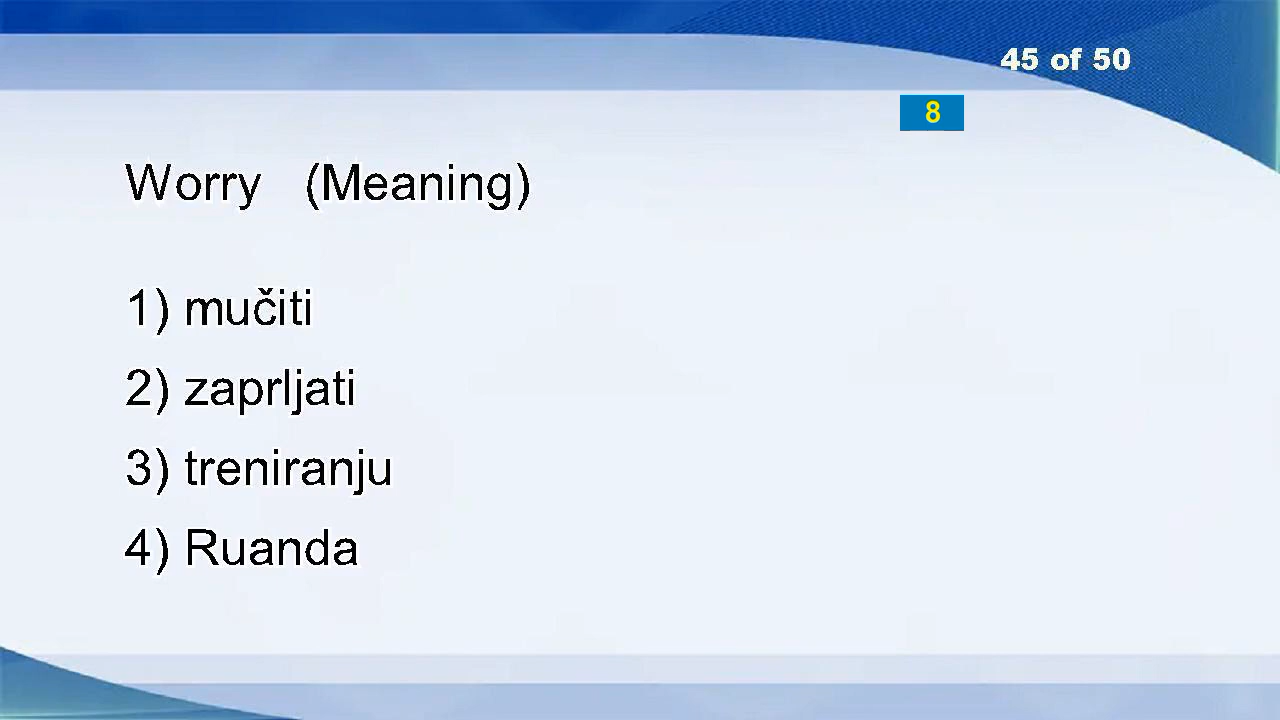 45 of 50
8
Worry (Meaning)
1) mučiti
2) zaprljati
3) treniranju
4) Ruanda